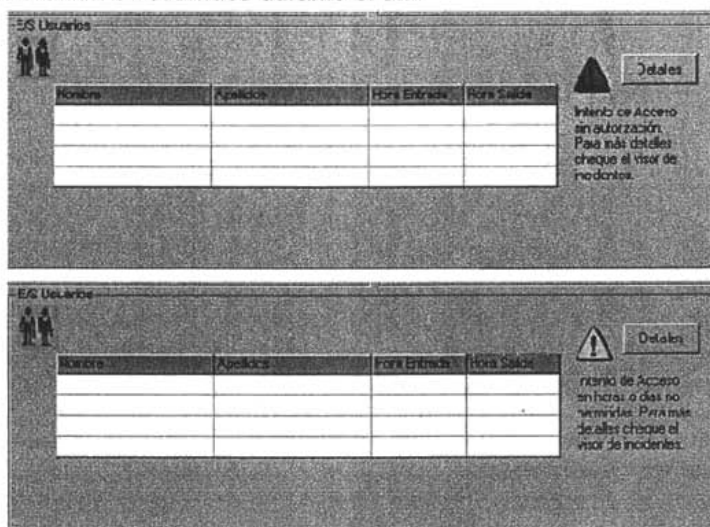 E/S Usuarios
Detalles
Nombre Apellidos Hora Entrada Hora Salida
Intento de Acceso
sin autorización.
Para más detalles
cheque el visor de
incidentes.
E/S Usuarios
Detalles
Nombre Apellidos Hora Entrada Hora Salida
Intento de Acceso
en horas o días no
permitidas. Para más
detalles cheque el
visor de incidentes.